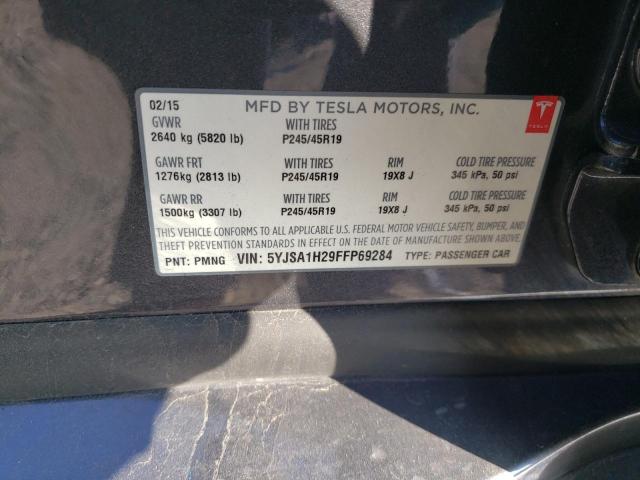 02/15 MFD BY TESLA MOTORS, INC.
GVWR WITH TIRES
2640 kg (5820 lb) P245/45R19
GAWR FRT WITH TIRES RIM COLD TIRE PRESSURE
1276kg (2813 lb) P245/45R19 19X8 J 345 kPa, 50 psi
GAWR RR WITH TIRES RIM COLD TIRE PRESSURE
1500kg (3307 lb) P245/45R19 19X8 J 345 kPa, 50 psi
THIS VEHICLE CONFORMS TO ALL APPLICABLE U.S. FEDERAL MOTOR VEHICLE SAFETY, BUMPER, AND
THEFT PREVENTION STANDARDS IN EFFECT ON THE DATE OF MANUFACTURE SHOWN ABOVE.
PNT: PMNG VIN: 5YJSA1H29FFP69284 TYPE: PASSENGER CAR
TESLA